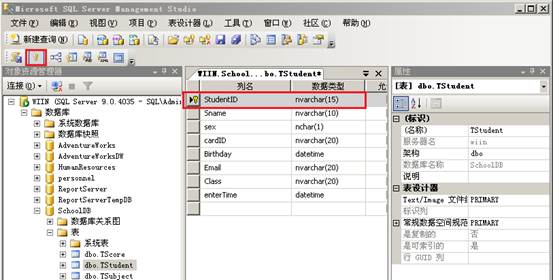 Microsoft SQL Server Management Studio
文件(F) 编辑(E) 视图(V) 项目(P) 表设计器(L) 工具(T) 窗口(W) 社区(C) 帮助(H)
新建查询(N)
对象资源管理器
连接(O)
WIIN (SQL Server 9.0.4035 - SQL\Admi
数据库
系统数据库
数据库快照
AdventureWorks
AdventureWorksDW
HumanResources
personnel
ReportServer
ReportServerTempDB
SchoolDB
数据库关系图
表
系统表
dbo.TScore
dbo.TStudent
dbo.TSubject
WIIN.School...bo.TStudent*
列名 数据类型 允
StudentID nvarchar(15)
Sname nvarchar(10)
sex nchar(1)
cardID nvarchar(20)
Birthday datetime
Email nvarchar(20)
Class nvarchar(20)
enterTime datetime
属性
[表] dbo.TStudent
(标识)
(名称) TStudent
服务器名 wiin
架构 dbo
数据库名称 SchoolDB
说明
表设计器
Text/Image 文件组 PRIMARY
标识列
常规数据空间规范 PRIMARY
是复制的 否
是可索引的 是
行 GUID 列